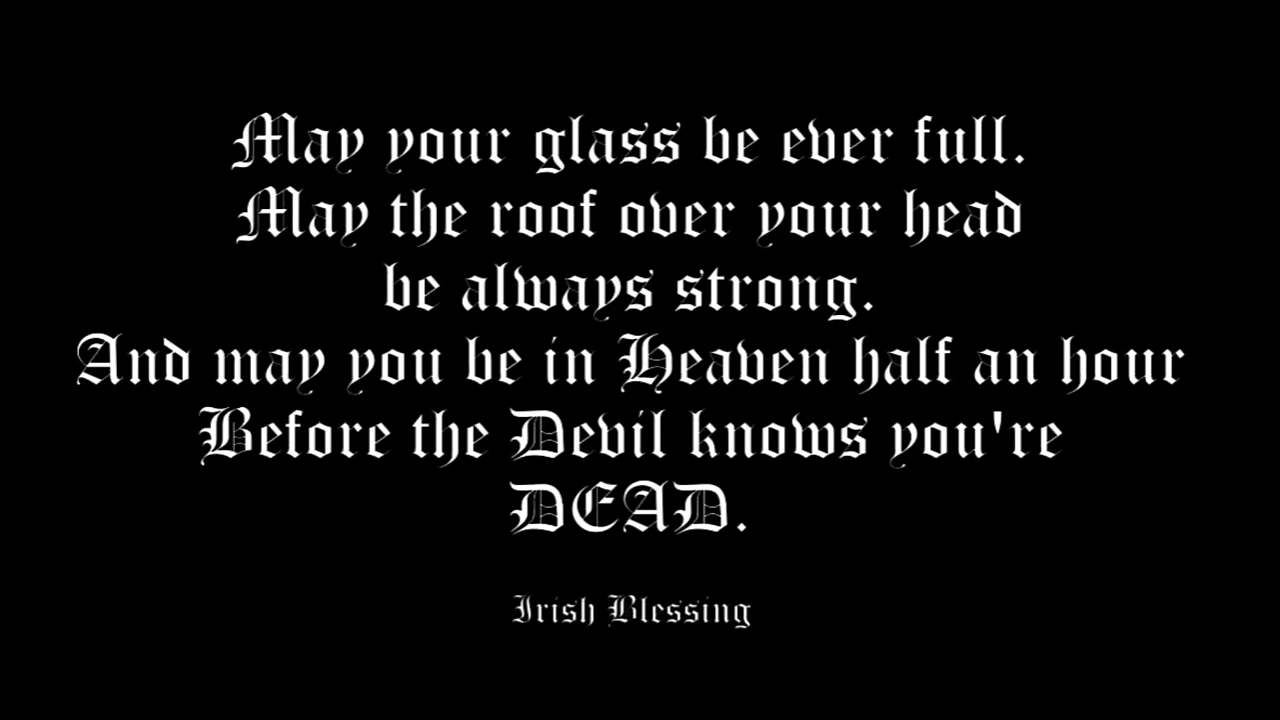 May your glass be ever full.
May the roof over your head
be always strong.
And may you be in Heaven half an hour
Before the Devil knows you're
DEAD.
Irish Blessing